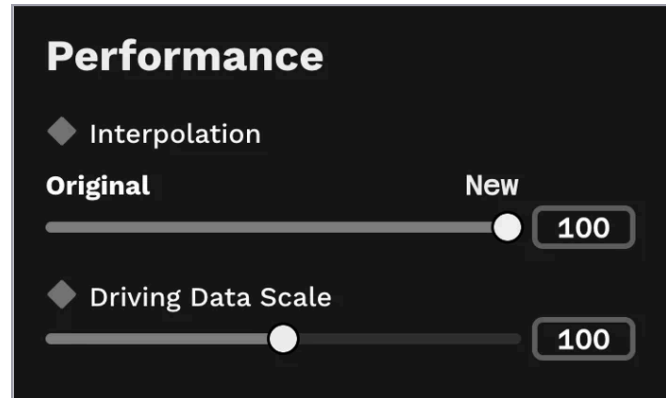 Performance
Interpolation
Original New
100
Driving Data Scale
100